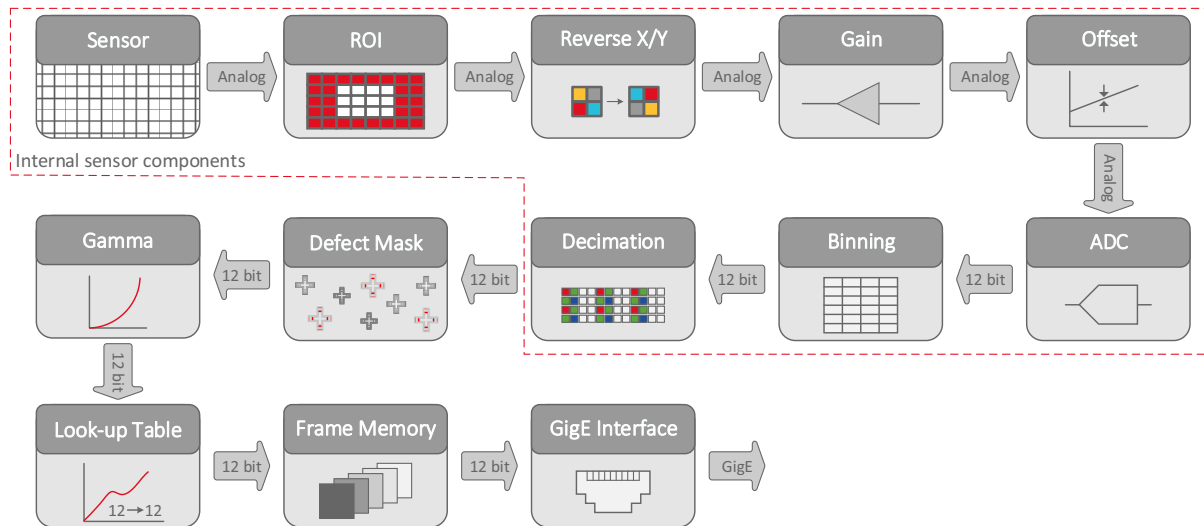 Sensor
Analog
ROI
Analog
Reverse X/Y
Analog
Gain
Analog
Offset
Internal sensor components
Analog
ADC
12 bit
Binning
12 bit
Decimation
12 bit
Defect Mask
12 bit
Gamma
12 bit
Look-up Table
12→12
12 bit
Frame Memory
12 bit
GigE Interface
GigE